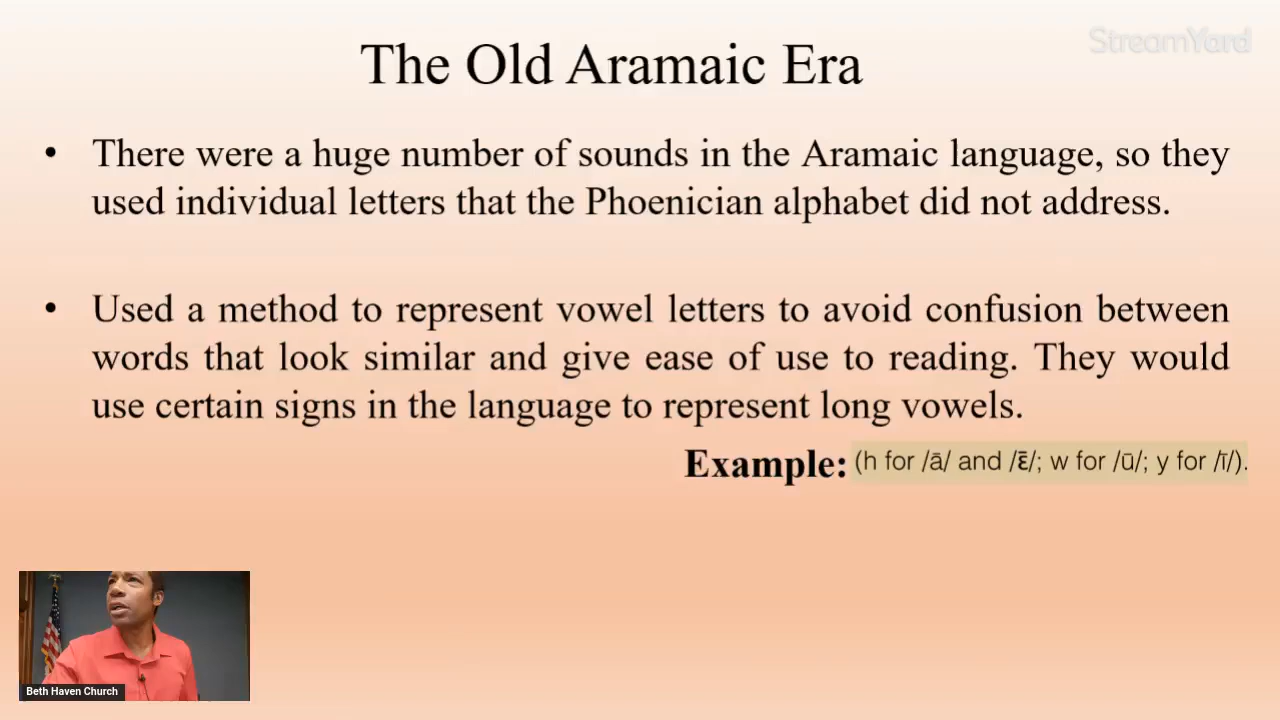 StreamYard
The Old Aramaic Era
• There were a huge number of sounds in the Aramaic language, so they
used individual letters that the Phoenician alphabet did not address.
• Used a method to represent vowel letters to avoid confusion between
words that look similar and give ease of use to reading. They would
use certain signs in the language to represent long vowels.
Example: (h for /ā/ and /ɛ̄/; w for /ū/; y for /ī/).
Beth Haven Church